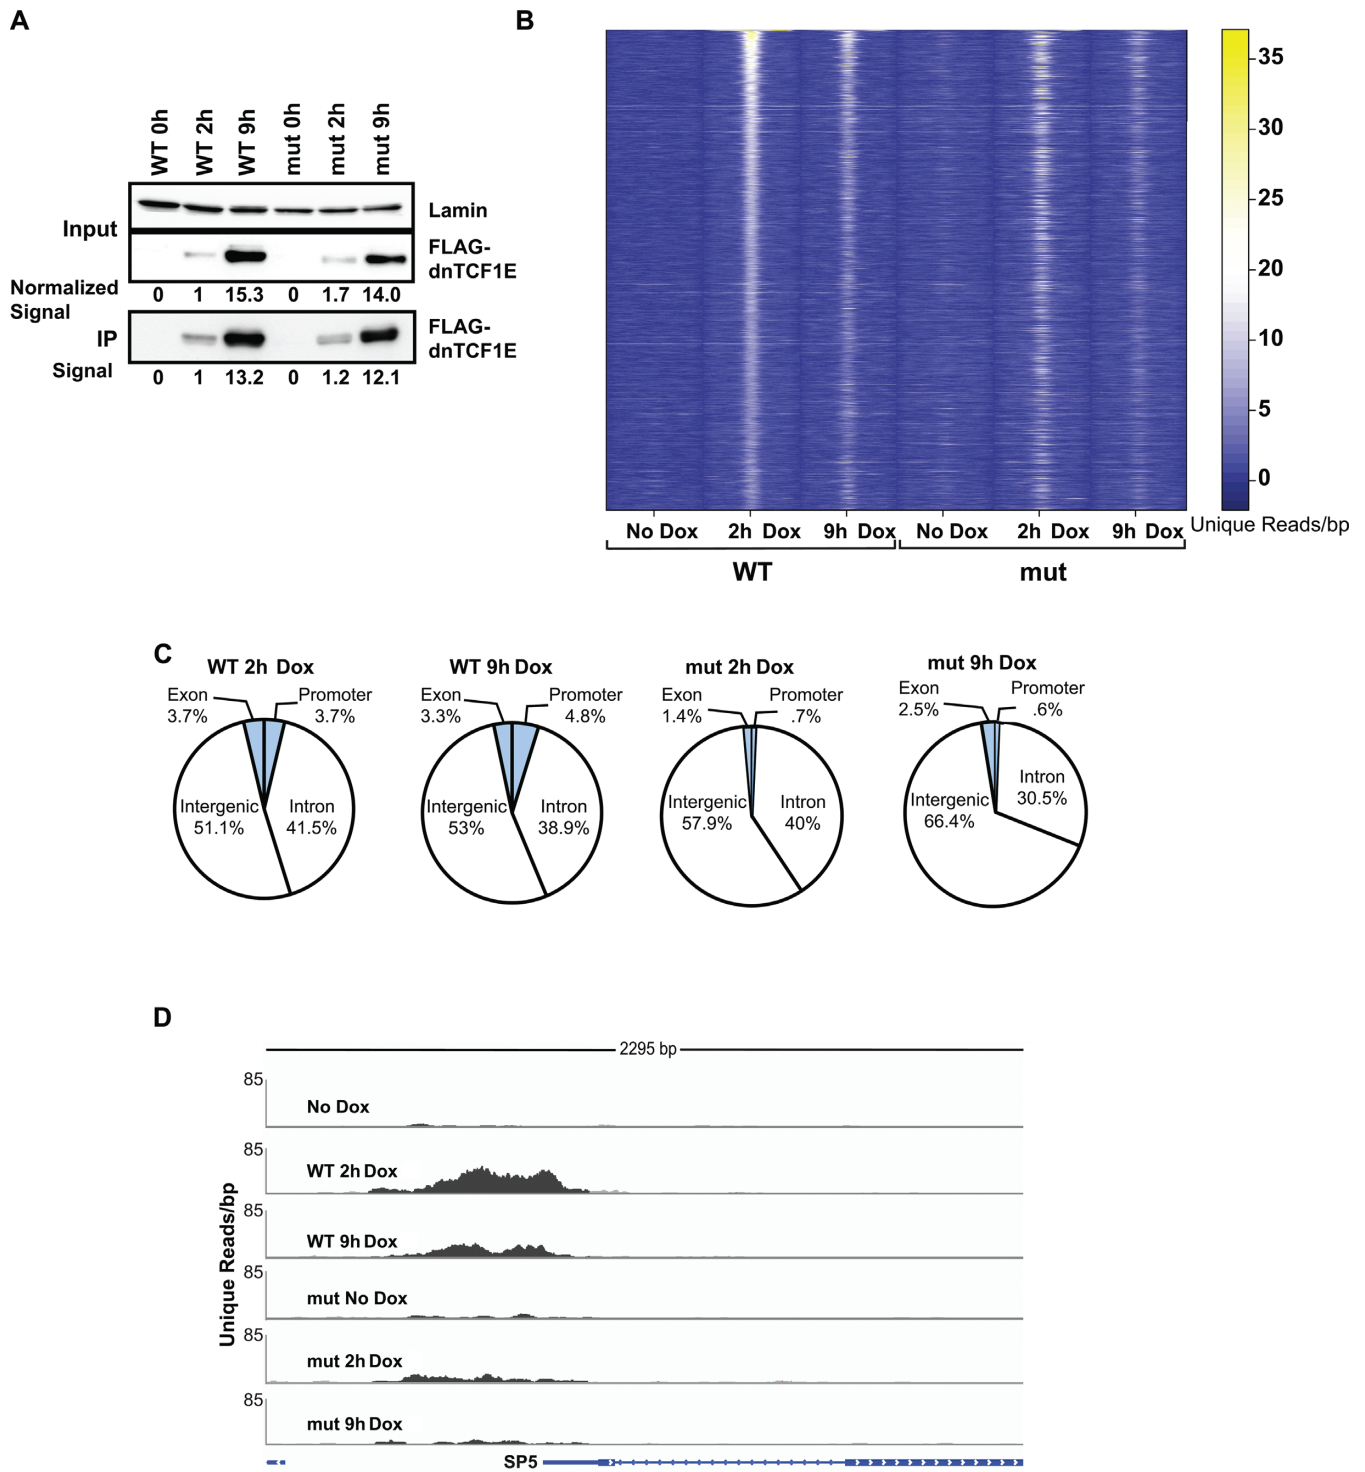 A
WT 0h
WT 2h
WT 9h
mut 0h
mut 2h
mut 9h
Input
Lamin
FLAG-
dnTCF1E
Normalized
Signal
0 1 15.3 0 1.7 14.0
IP
FLAG-
dnTCF1E
Signal
0 1 13.2 0 1.2 12.1
B
35
30
25
20
10
5
0
Unique Reads/bp
No Dox 2h Dox 9h Dox No Dox 2h Dox 9h Dox
WT mut
C
WT 2h Dox
Exon
3.7%
Promoter
3.7%
Intergenic
51.1%
Intron
41.5%
WT 9h Dox
Exon
3.3%
Promoter
4.8%
Intergenic
53%
Intron
38.9%
mut 2h Dox
Exon
1.4%
Promoter
.7%
Intergenic
57.9%
Intron
40%
mut 9h Dox
Exon
2.5%
Promoter
.6%
Intergenic
66.4%
Intron
30.5%
D
2295 bp
Unique Reads/bp
85
No Dox
85
WT 2h Dox
85
WT 9h Dox
85
mut No Dox
85
mut 2h Dox
85
mut 9h Dox
SP5